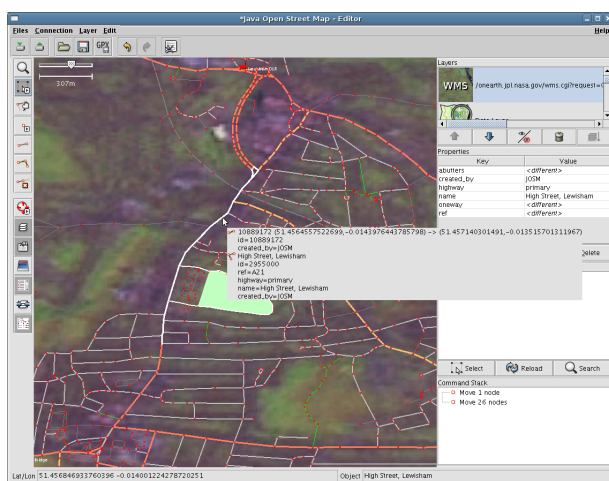 *Java Open Street Map - Editor
Files Connection Layer Edit
Help
GPX
307m
Layers
WMS
/onearth.jpl.nasa.gov/wms.cgi?request=
Properties
Key Value
abutters <different>
created_by JOSM
highway primary
name High Street, Lewisham
oneway <different>
ref <different>
10889172 (51.4564557522699,-0.0143976443785798) -> (51.457140301491,-0.013515701311967)
id=10889172
created_by=JOSM
High Street, Lewisham
id=2955000
ref=A21
highway=primary
name=High Street, Lewisham
created_by=JOSM
elete
Select Reload Search
Command Stack
Move 1 node
Move 26 nodes
Lat/Lon 51.456846933760396 -0.014001224278720251
Object High Street, Lewisham